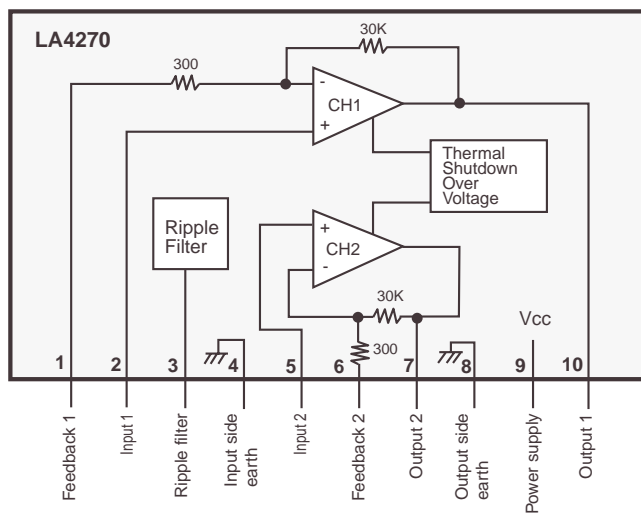 LA4270
30K
300
-
CH1
+
Thermal
Shutdown
Over
Voltage
Ripple
Filter
+
CH2
-
30K
300
Vcc
1
2
3
4
5
6
7
8
9
10
Feedback 1
Input 1
Ripple filter
Input side
earth
Input 2
Feedback 2
Output 2
Output side
earth
Power supply
Output 1